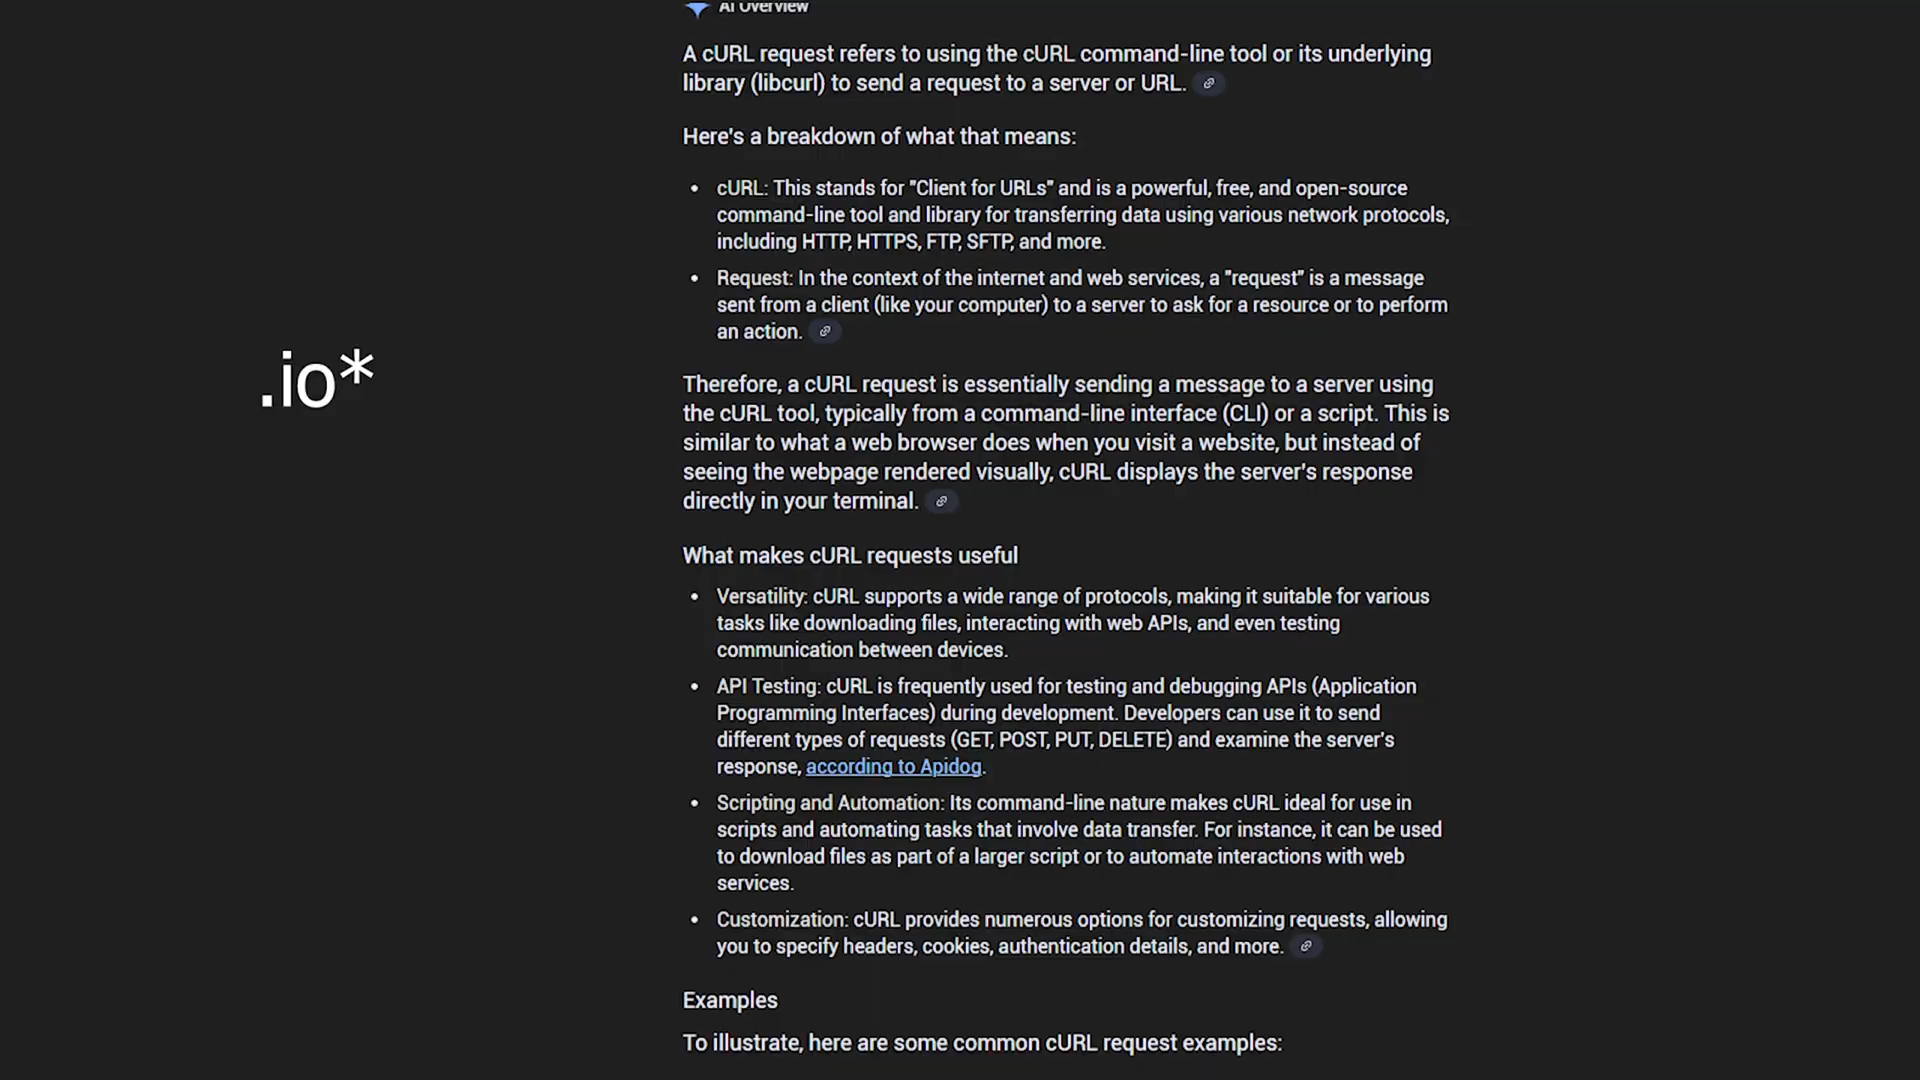 AI Overview
A cURL request refers to using the cURL command-line tool or its underlying
library (libcurl) to send a request to a server or URL.
Here's a breakdown of what that means:
• cURL: This stands for "Client for URLs" and is a powerful, free, and open-source
command-line tool and library for transferring data using various network protocols,
including HTTP, HTTPS, FTP, SFTP, and more.
• Request: In the context of the internet and web services, a "request" is a message
sent from a client (like your computer) to a server to ask for a resource or to perform
an action.
.io*
Therefore, a cURL request is essentially sending a message to a server using
the cURL tool, typically from a command-line interface (CLI) or a script. This is
similar to what a web browser does when you visit a website, but instead of
seeing the webpage rendered visually, cURL displays the server's response
directly in your terminal.
What makes cURL requests useful
• Versatility: cURL supports a wide range of protocols, making it suitable for various
tasks like downloading files, interacting with web APIs, and even testing
communication between devices.
• API Testing: cURL is frequently used for testing and debugging APIs (Application
Programming Interfaces) during development. Developers can use it to send
different types of requests (GET, POST, PUT, DELETE) and examine the server's
response, according to Apidog.
• Scripting and Automation: Its command-line nature makes cURL ideal for use in
scripts and automating tasks that involve data transfer. For instance, it can be used
to download files as part of a larger script or to automate interactions with web
services.
• Customization: cURL provides numerous options for customizing requests, allowing
you to specify headers, cookies, authentication details, and more.
Examples
To illustrate, here are some common cURL request examples: